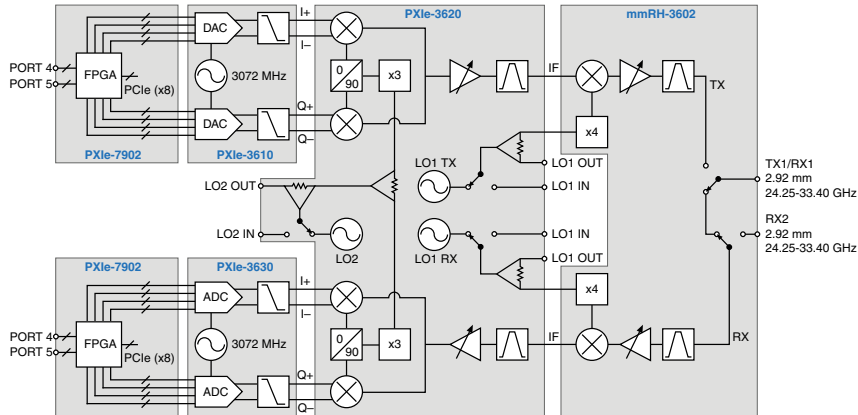 PXIe-3620
mmRH-3602
I+
I–
DAC
PORT 4
PORT 5
FPGA
PCIe (x8)
3072 MHz
0
90
x3
IF
TX
DAC
Q+
Q–
x4
PXIe-7902
PXIe-3610
LO1 TX
LO1 OUT
LO1 IN
TX1/RX1
2.92 mm
24.25-33.40 GHz
LO2 OUT
LO2 IN
LO2
LO1 RX
LO1 IN
LO1 OUT
RX2
2.92 mm
24.25-33.40 GHz
PXIe-7902
PXIe-3630
I+
I–
ADC
x4
PORT 4
PORT 5
FPGA
PCIe (x8)
3072 MHz
0
90
x3
IF
RX
ADC
Q+
Q–